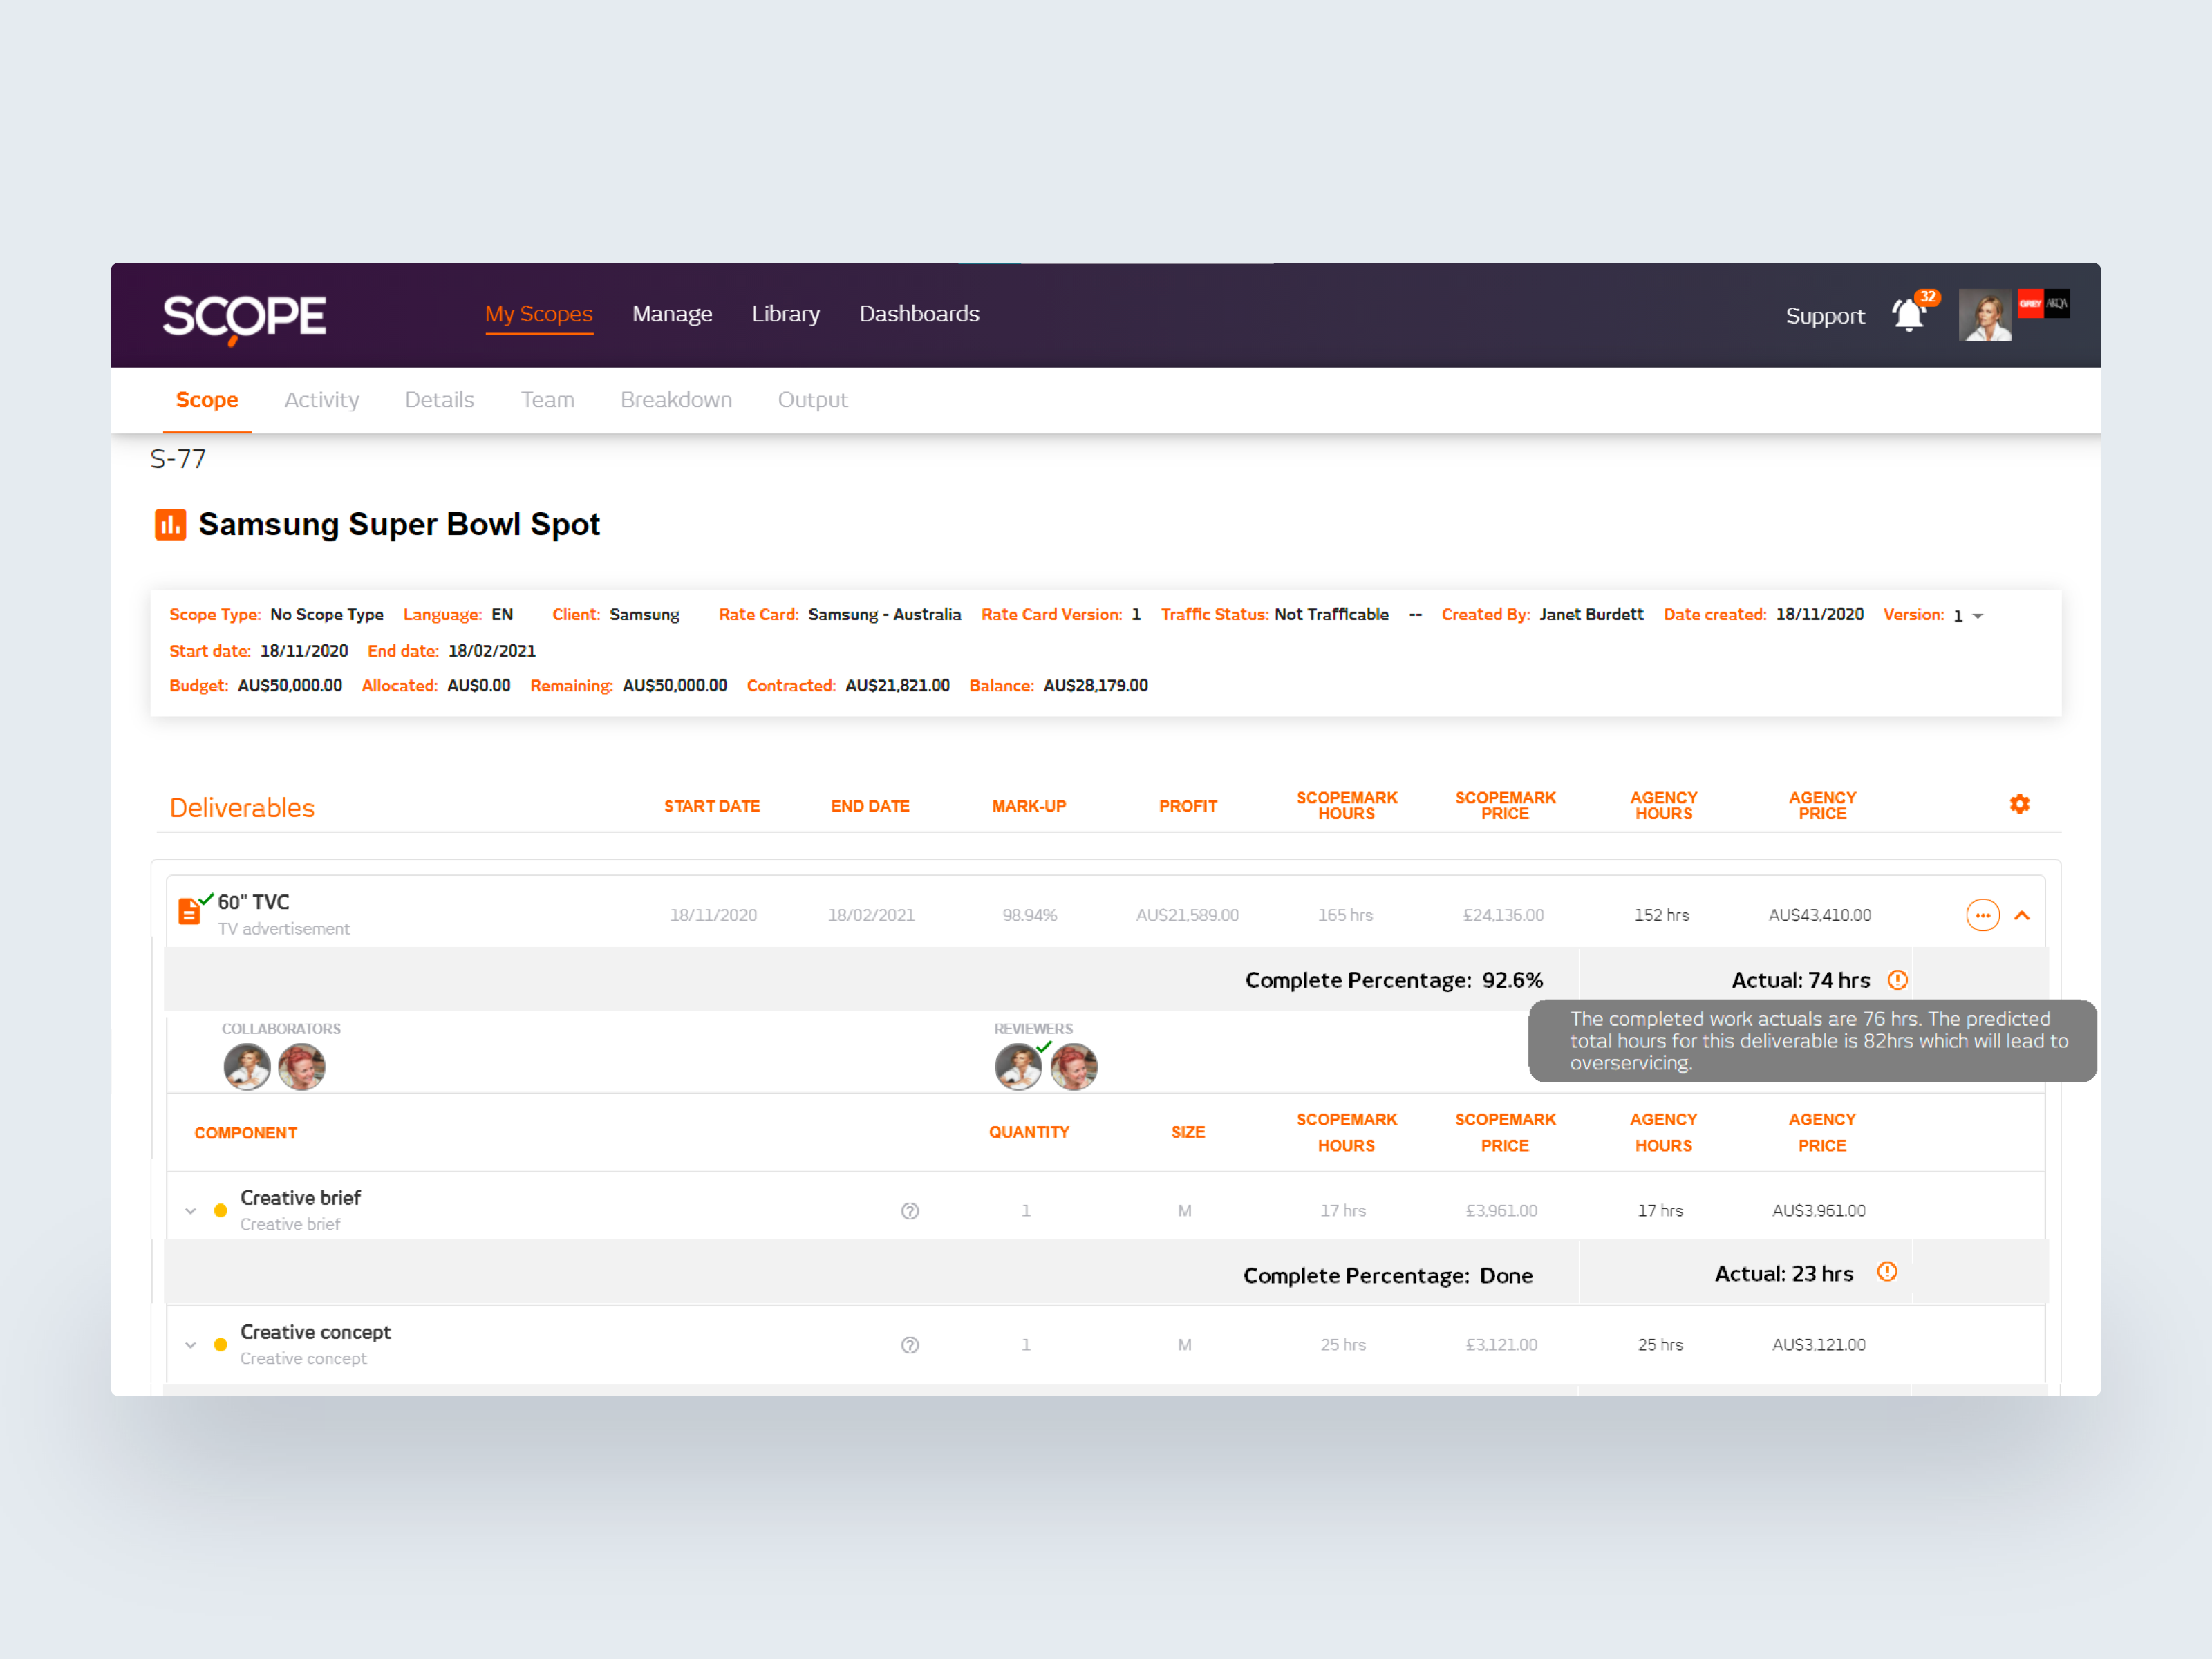 SCOPE
My Scopes Manage Library Dashboards
Support 32 GREY AKQA
Scope Activity Details Team Breakdown Output
S-77
Samsung Super Bowl Spot
Scope Type: No Scope Type Language: EN Client: Samsung Rate Card: Samsung - Australia Rate Card Version: 1 Traffic Status: Not Trafficable -- Created By: Janet Burdett Date created: 18/11/2020 Version: 1
Start date: 18/11/2020 End date: 18/02/2021
Budget: AU$50,000.00 Allocated: AU$0.00 Remaining: AU$50,000.00 Contracted: AU$21,821.00 Balance: AU$28,179.00
Deliverables START DATE END DATE MARK-UP PROFIT SCOPEMARK HOURS SCOPEMARK PRICE AGENCY HOURS AGENCY PRICE
60" TVC
TV advertisement
18/11/2020 18/02/2021 98.94% AU$21,589.00 165 hrs £24,136.00 152 hrs AU$43,410.00
Complete Percentage: 92.6% Actual: 74 hrs
The completed work actuals are 76 hrs. The predicted
total hours for this deliverable is 82hrs which will lead to
overservicing.
COLLABORATORS REVIEWERS
COMPONENT QUANTITY SIZE SCOPEMARK HOURS SCOPEMARK PRICE AGENCY HOURS AGENCY PRICE
Creative brief
Creative brief
1 M 17 hrs £3,961.00 17 hrs AU$3,961.00
Complete Percentage: Done Actual: 23 hrs
Creative concept
Creative concept
1 M 25 hrs £3,121.00 25 hrs AU$3,121.00